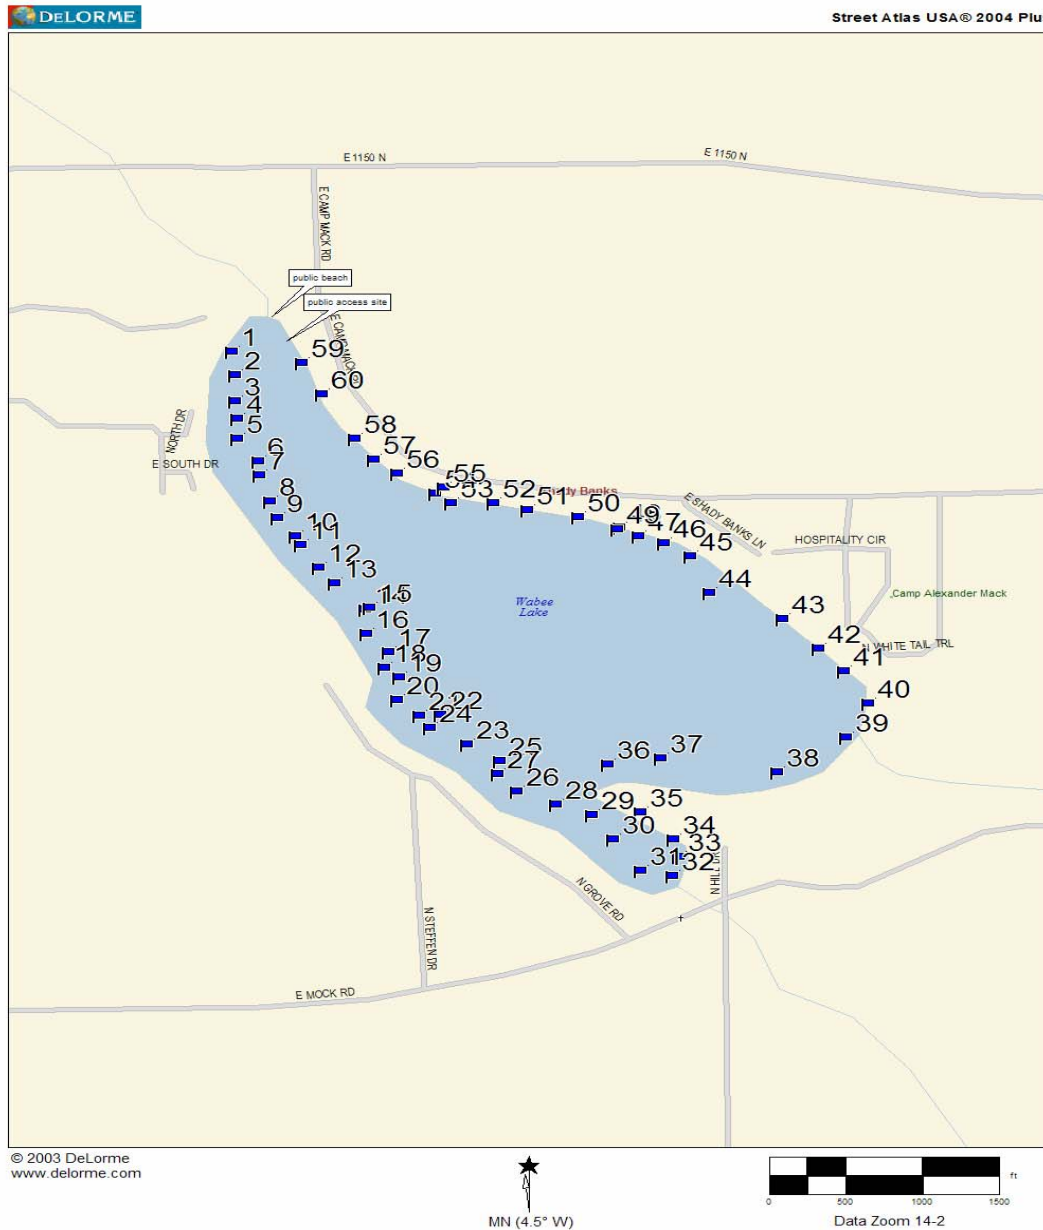 DELORME
Street Atlas USA® 2004 Plu
E 1150 N
E 1150 N
E CAMP MACK RD
public beach
public access site
E CAMP MACK
1
59
2
60
3
4
NORTH DR
5
58
6
57
E SOUTH DR
7
56
55
8
53
52
Shady Banks
9
51
50
E SHADY BANKS LN
10
49
47
11
46
HOSPITALITY CIR
45
12
13
44
Camp Alexander Mack
15
Wabee
Lake
43
16
17
42
N WHITE TAIL TRL
18
19
41
20
40
22
24
23
39
25
36
37
27
38
26
28
29
35
30
34
33
31
32
N HILL
N GROVE RD
N STEFFEN DR
E MOCK RD
© 2003 DeLorme
www.delorme.com
MN (4.5° W)
ft
0 500 1000 1500
Data Zoom 14-2